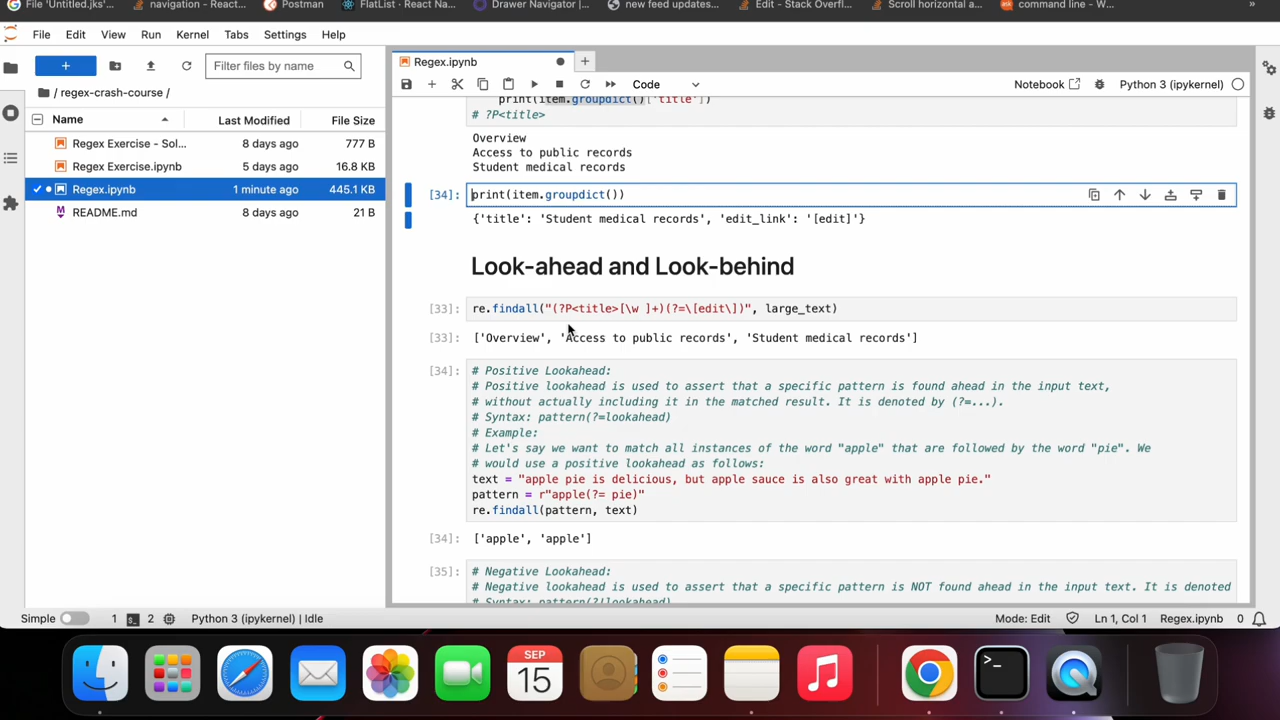 File 'Untitled.jks'...
navigation - React...
Postman
FlatList · React Na...
Drawer Navigator |...
new feed updates...
Edit - Stack Overfl...
Scroll horizontal a...
command line - W...
»
File Edit View Run Kernel Tabs Settings Help
Filter files by name
/ regex-crash-course /
Name Last Modified File Size
Regex Exercise - Sol... 8 days ago 777 B
Regex Exercise.ipynb 5 days ago 16.8 KB
Regex.ipynb 1 minute ago 445.1 KB
README.md 8 days ago 21 B
Regex.ipynb
Code
Notebook
Python 3 (ipykernel)
print(item.groupdict()['title'])
# ?P<title>
Overview
Access to public records
Student medical records
[34]: print(item.groupdict())
{'title': 'Student medical records', 'edit_link': '[edit]'}
Look-ahead and Look-behind
[33]: re.findall("(?P<title>[\w ]+)(?=\[edit\])", large_text)
[33]: ['Overview', 'Access to public records', 'Student medical records']
[34]: # Positive Lookahead:
# Positive lookahead is used to assert that a specific pattern is found ahead in the input text,
# without actually including it in the matched result. It is denoted by (?=...).
# Syntax: pattern(?=lookahead)
# Example:
# Let's say we want to match all instances of the word "apple" that are followed by the word "pie". We
# would use a positive lookahead as follows:
text = "apple pie is delicious, but apple sauce is also great with apple pie."
pattern = r"apple(?= pie)"
re.findall(pattern, text)
[34]: ['apple', 'apple']
[35]: # Negative Lookahead:
# Negative lookahead is used to assert that a specific pattern is NOT found ahead in the input text. It is denoted
# Syntax: pattern(?!lookahead)
Simple 1 2 Python 3 (ipykernel) | Idle Mode: Edit Ln 1, Col 1 Regex.ipynb 0
SEP
15